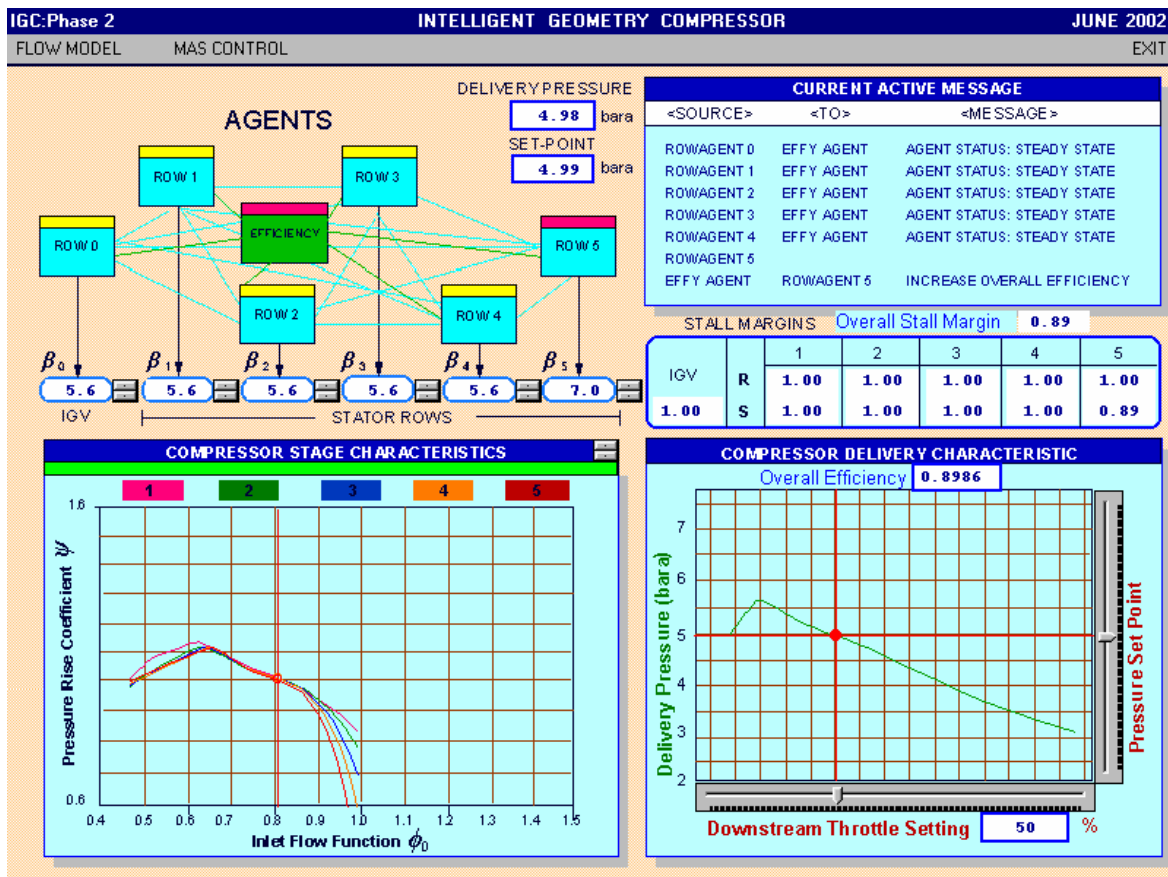 IGC:Phase 2 INTELLIGENT GEOMETRY COMPRESSOR JUNE 2002
FLOW MODEL MAS CONTROL EXIT
AGENTS
DELIVERY PRESSURE
4.98 bara
SET-POINT
4.99 bara
ROW 1
ROW 3
ROW 0
EFFICIENCY
ROW 5
ROW 2
ROW 4
β0 β1 β2 β3 β4 β5
5.6 5.6 5.6 5.6 5.6 7.0
IGV STATOR ROWS
CURRENT ACTIVE MESSAGE
<SOURCE> <TO> <MESSAGE>
ROWAGENT 0 EFFY AGENT AGENT STATUS: STEADY STATE
ROWAGENT 1 EFFY AGENT AGENT STATUS: STEADY STATE
ROWAGENT 2 EFFY AGENT AGENT STATUS: STEADY STATE
ROWAGENT 3 EFFY AGENT AGENT STATUS: STEADY STATE
ROWAGENT 4 EFFY AGENT AGENT STATUS: STEADY STATE
ROWAGENT 5
EFFY AGENT ROWAGENT 5 INCREASE OVERALL EFFICIENCY
STALL MARGINS Overall Stall Margin 0.89
1 2 3 4 5
IGV R 1.00 1.00 1.00 1.00 1.00
1.00 S 1.00 1.00 1.00 1.00 0.89
COMPRESSOR STAGE CHARACTERISTICS
1 2 3 4 5
1.6
Pressure Rise Coefficient ψ
0.6
0.4 0.5 0.6 0.7 0.8 0.9 1.0 1.1 1.2 1.3 1.4 1.5
Inlet Flow Function ϕ0
COMPRESSOR DELIVERY CHARACTERISTIC
Overall Efficiency 0.8986
Delivery Pressure (bara)
7
6
5
4
3
2
Pressure Set Point
Downstream Throttle Setting 50 %